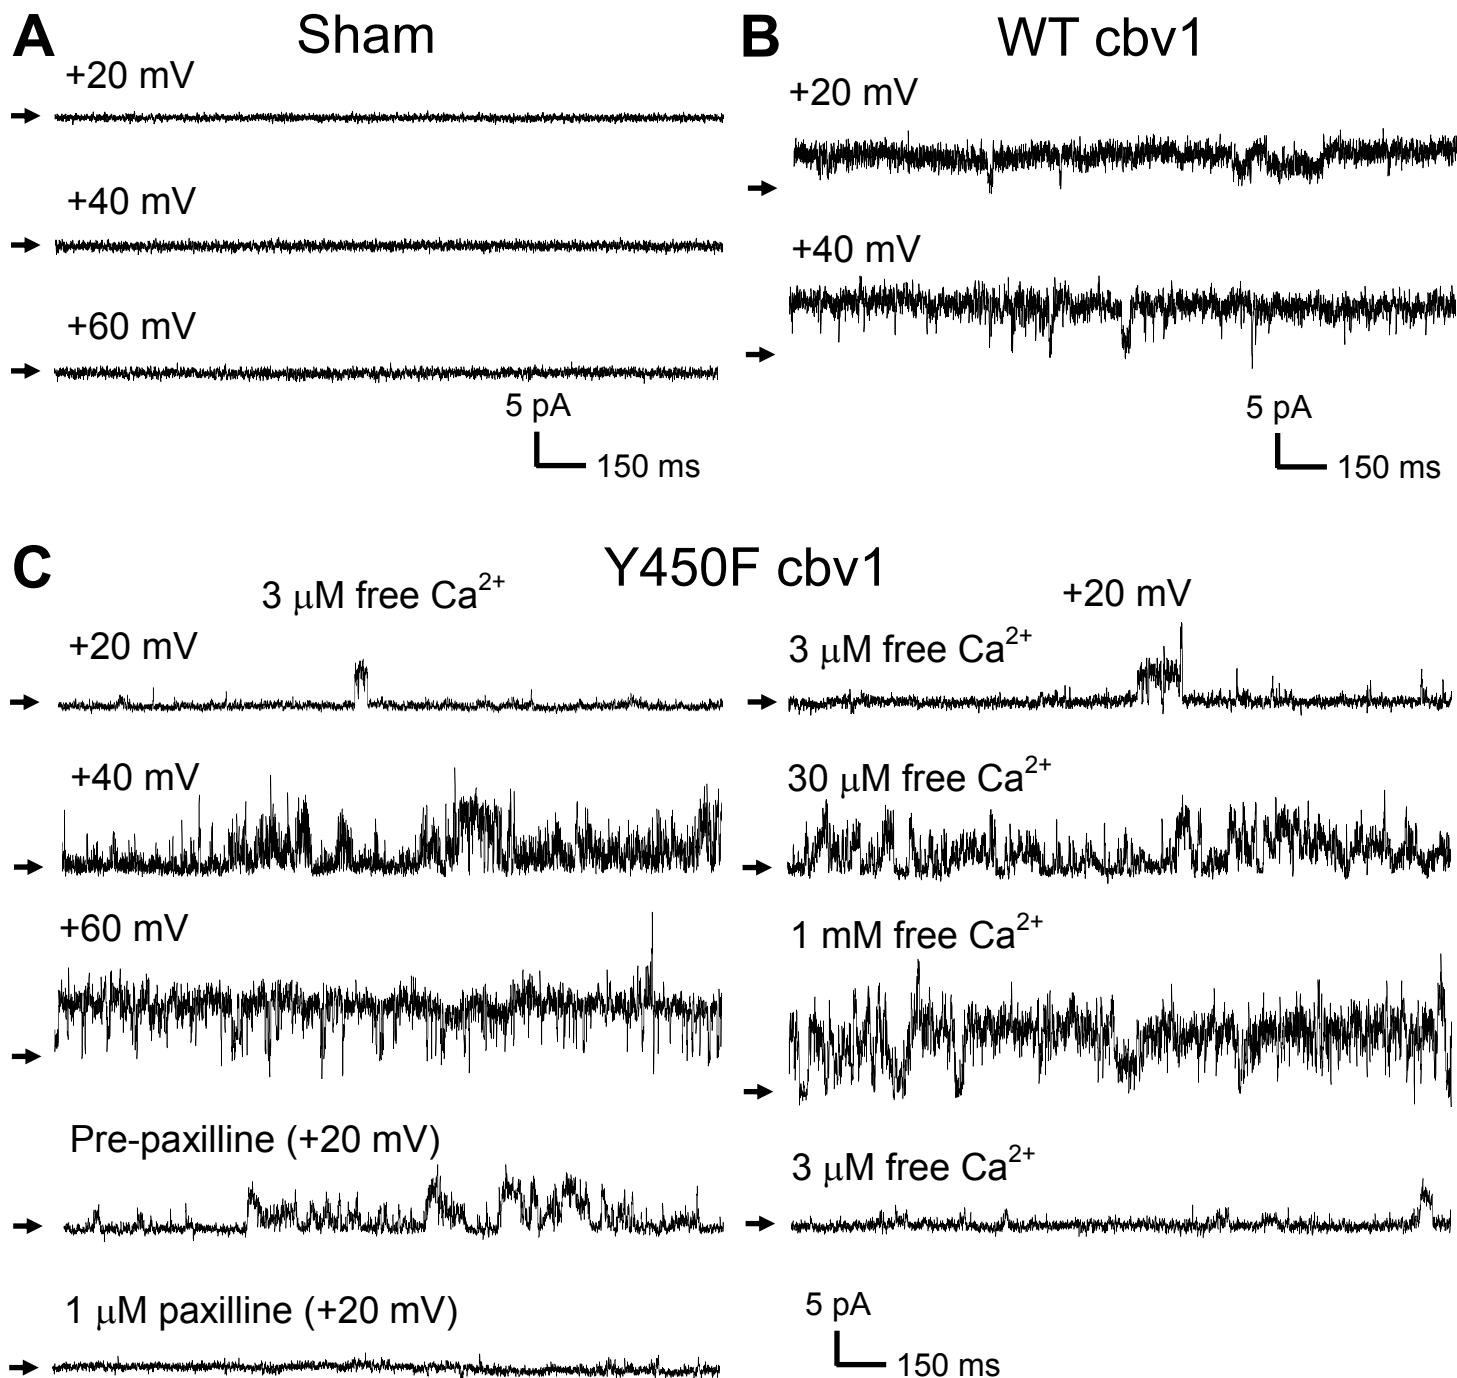 A Sham
+20 mV
+40 mV
+60 mV
5 pA
150 ms
B WT cbv1
+20 mV
+40 mV
5 pA
150 ms
C Y450F cbv1
3 μM free Ca²⁺
+20 mV
+40 mV
+60 mV
Pre-paxilline (+20 mV)
1 μM paxilline (+20 mV)
+20 mV
3 μM free Ca²⁺
30 μM free Ca²⁺
1 mM free Ca²⁺
3 μM free Ca²⁺
5 pA
150 ms